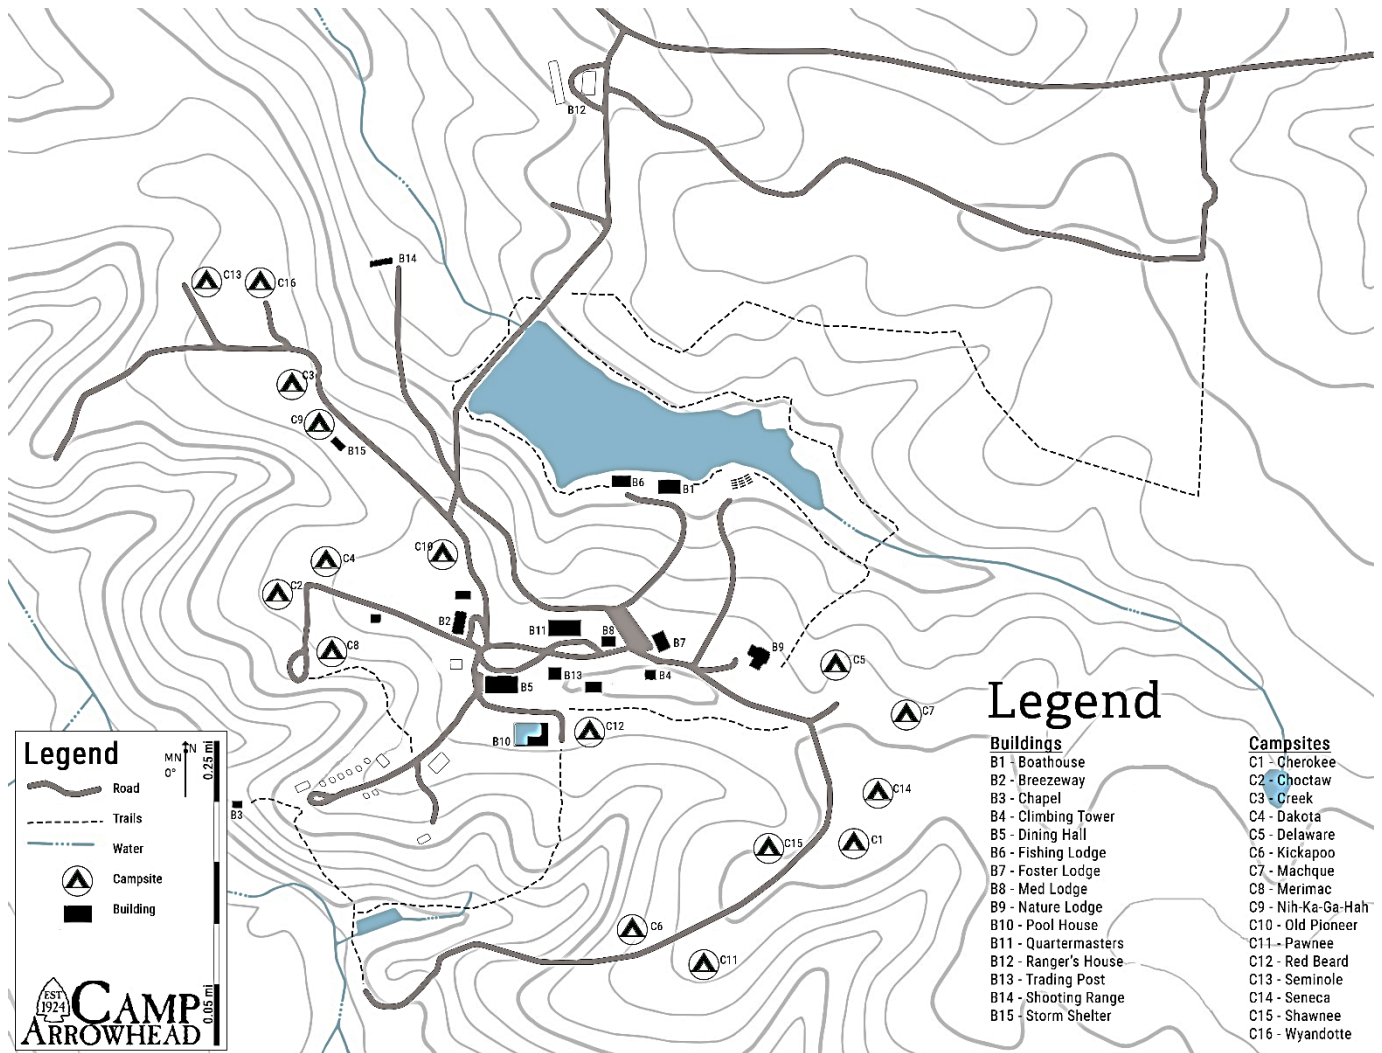 B12
B14
C13
C16
C3
C9
B15
B6
B1
C10
C4
C2
B2
B11
B8
B7
B9
C8
C5
B13
B4
B5
C7
B10
C12
B3
C14
C15
C1
C6
C11
Legend
MN
0°
N
0.25 mi
0.05 mi
Road
Trails
Water
Campsite
Building
EST
1924
CAMP
ARROWHEAD
Legend
Buildings
B1 - Boathouse
B2 - Breezeway
B3 - Chapel
B4 - Climbing Tower
B5 - Dining Hall
B6 - Fishing Lodge
B7 - Foster Lodge
B8 - Med Lodge
B9 - Nature Lodge
B10 - Pool House
B11 - Quartermasters
B12 - Ranger's House
B13 - Trading Post
B14 - Shooting Range
B15 - Storm Shelter
Campsites
C1 - Cherokee
C2 - Choctaw
C3 - Creek
C4 - Dakota
C5 - Delaware
C6 - Kickapoo
C7 - Machque
C8 - Merimac
C9 - Nih-Ka-Ga-Hah
C10 - Old Pioneer
C11 - Pawnee
C12 - Red Beard
C13 - Seminole
C14 - Seneca
C15 - Shawnee
C16 - Wyandotte